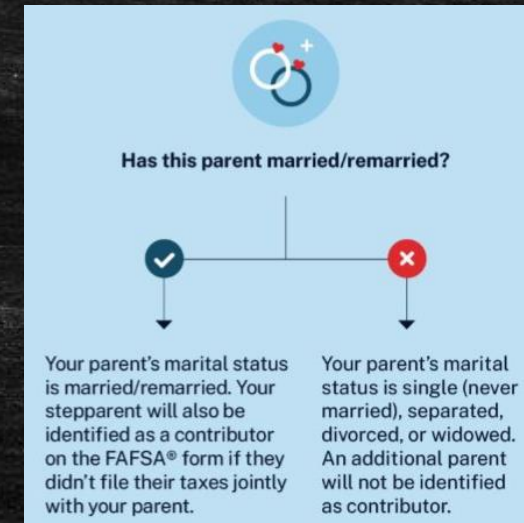 Has this parent married/remarried?
Your parent's marital status
is married/remarried. Your
stepparent will also be
identified as a contributor
on the FAFSA® form if they
didn't file their taxes jointly
with your parent.
Your parent's marital
status is single (never
married), separated,
divorced, or widowed.
An additional parent
will not be identified
as contributor.